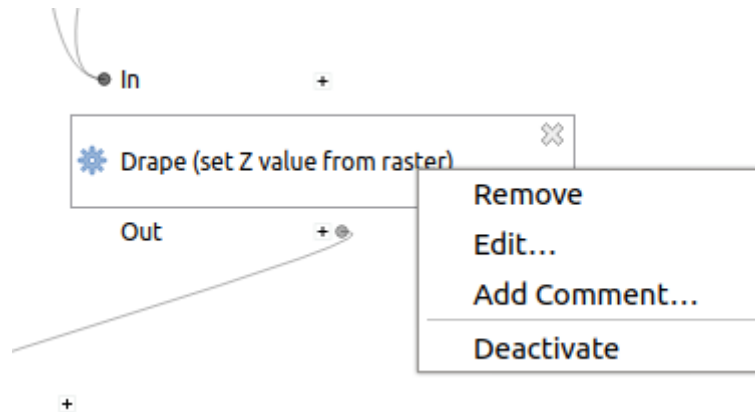 In
+
Drape (set Z value from raster)
Out
+
Remove
Edit...
Add Comment...
Deactivate
+